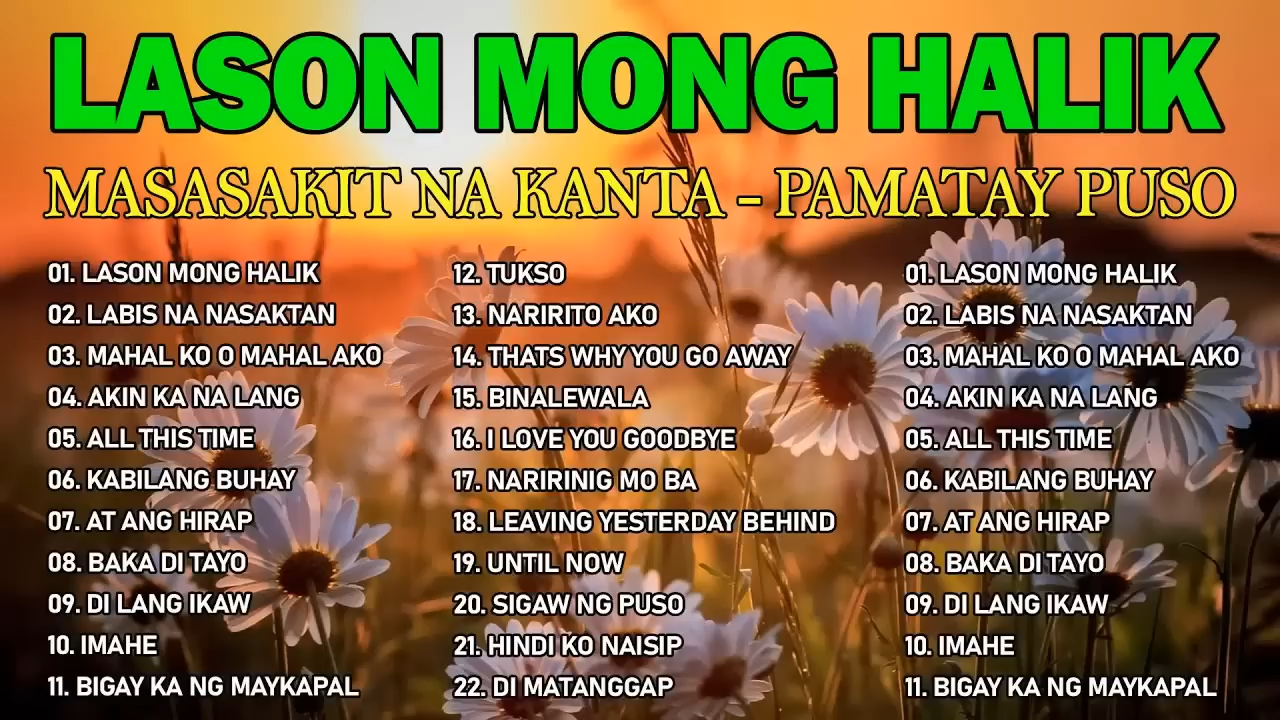 LASON MONG HALIK
MASASAKIT NA KANTA - PAMATAY PUSO
01. LASON MONG HALIK
02. LABIS NA NASAKTAN
03. MAHAL KO O MAHAL AKO
04. AKIN KA NA LANG
05. ALL THIS TIME
06. KABILANG BUHAY
07. AT ANG HIRAP
08. BAKA DI TAYO
09. DI LANG IKAW
10. IMAHE
11. BIGAY KA NG MAYKAPAL
12. TUKSO
13. NARIRITO AKO
14. THATS WHY YOU GO AWAY
15. BINALEWALA
16. I LOVE YOU GOODBYE
17. NARIRINIG MO BA
18. LEAVING YESTERDAY BEHIND
19. UNTIL NOW
20. SIGAW NG PUSO
21. HINDI KO NAISIP
22. DI MATANGGAP
01. LASON MONG HALIK
02. LABIS NA NASAKTAN
03. MAHAL KO O MAHAL AKO
04. AKIN KA NA LANG
05. ALL THIS TIME
06. KABILANG BUHAY
07. AT ANG HIRAP
08. BAKA DI TAYO
09. DI LANG IKAW
10. IMAHE
11. BIGAY KA NG MAYKAPAL